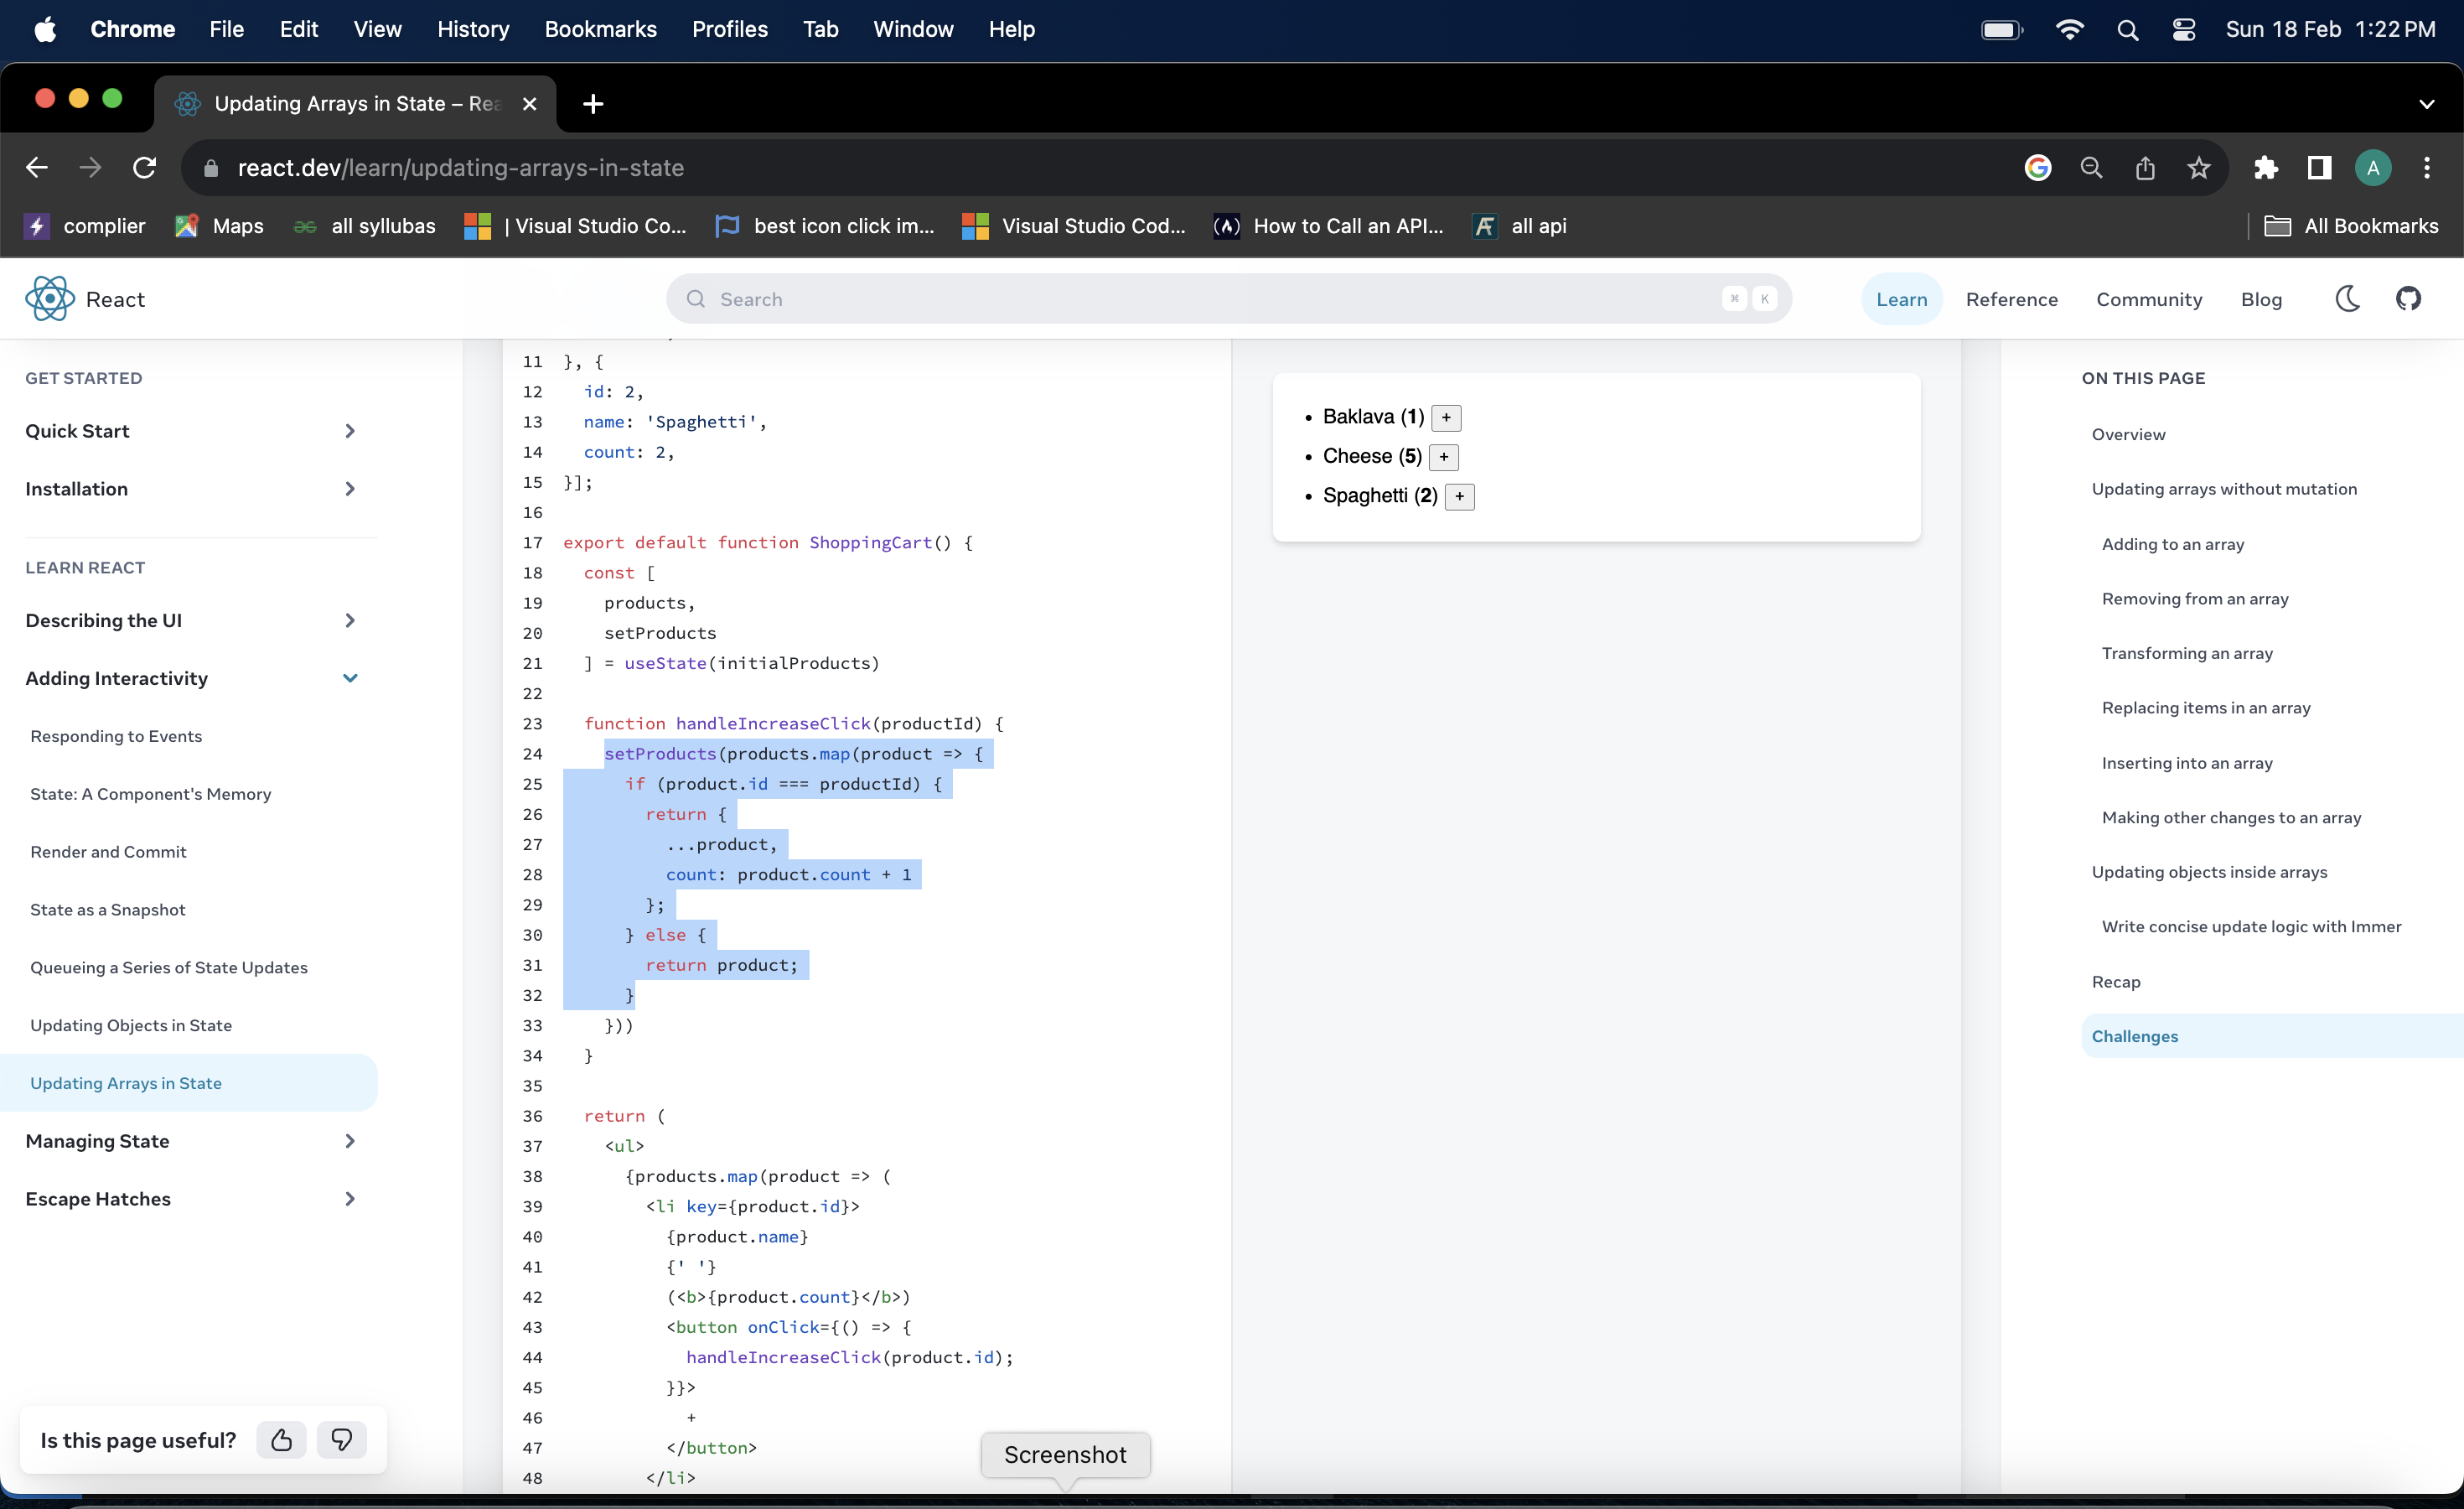 Chrome File Edit View History Bookmarks Profiles Tab Window Help Sun 18 Feb 1:22 PM
Updating Arrays in State – Rea
react.dev/learn/updating-arrays-in-state A
complier Maps all syllubas | Visual Studio Co... best icon click im... Visual Studio Cod... How to Call an API... all api All Bookmarks
React Search ⌘ K Learn Reference Community Blog
GET STARTED
Quick Start
Installation
LEARN REACT
Describing the UI
Adding Interactivity
Responding to Events
State: A Component's Memory
Render and Commit
State as a Snapshot
Queueing a Series of State Updates
Updating Objects in State
Updating Arrays in State
Managing State
Escape Hatches
Is this page useful?
11 }, {
12 id: 2,
13 name: 'Spaghetti',
14 count: 2,
15 }];
16
17 export default function ShoppingCart() {
18 const [
19 products,
20 setProducts
21 ] = useState(initialProducts)
22
23 function handleIncreaseClick(productId) {
24 setProducts(products.map(product => {
25 if (product.id === productId) {
26 return {
27 ...product,
28 count: product.count + 1
29 };
30 } else {
31 return product;
32 }
33 }))
34 }
35
36 return (
37 <ul>
38 {products.map(product => (
39 <li key={product.id}>
40 {product.name}
41 {' '}
42 (<b>{product.count}</b>)
43 <button onClick={() => {
44 handleIncreaseClick(product.id);
45 }}>
46 +
47 </button>
48 </li>
Screenshot
• Baklava (1) +
• Cheese (5) +
• Spaghetti (2) +
ON THIS PAGE
Overview
Updating arrays without mutation
Adding to an array
Removing from an array
Transforming an array
Replacing items in an array
Inserting into an array
Making other changes to an array
Updating objects inside arrays
Write concise update logic with Immer
Recap
Challenges